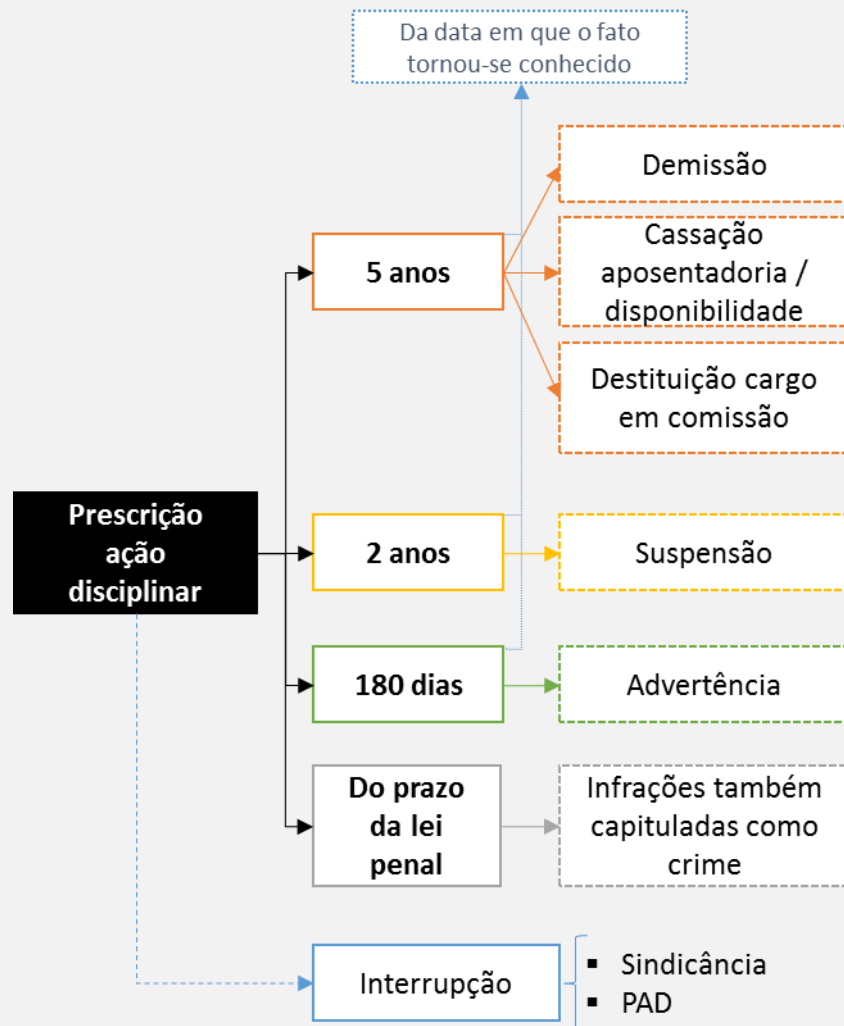 Da data em que o fato
tornou-se conhecido
Demissão
5 anos
Cassação
aposentadoria /
disponibilidade
Destituição cargo
em comissão
Prescrição
ação
disciplinar
2 anos
Suspensão
180 dias
Advertência
Do prazo
da lei
penal
Infrações também
capituladas como
crime
Interrupção
▪ Sindicância
▪ PAD